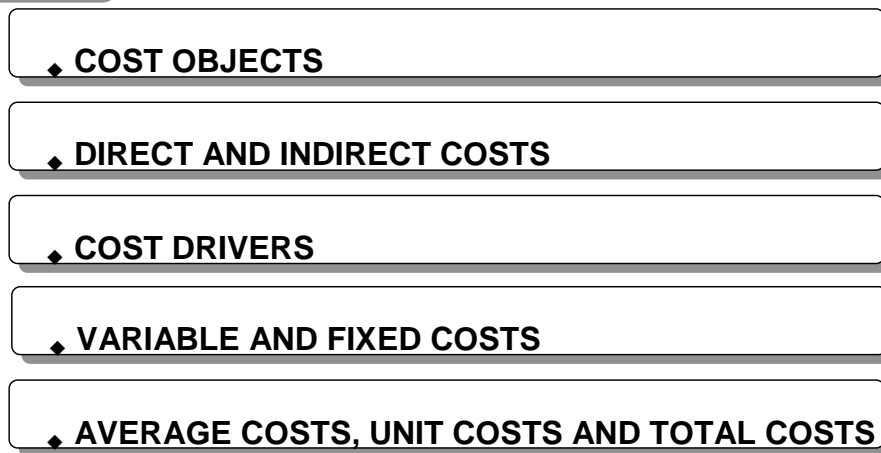 ◆ COST OBJECTS
◆ DIRECT AND INDIRECT COSTS
◆ COST DRIVERS
◆ VARIABLE AND FIXED COSTS
◆ AVERAGE COSTS, UNIT COSTS AND TOTAL COSTS